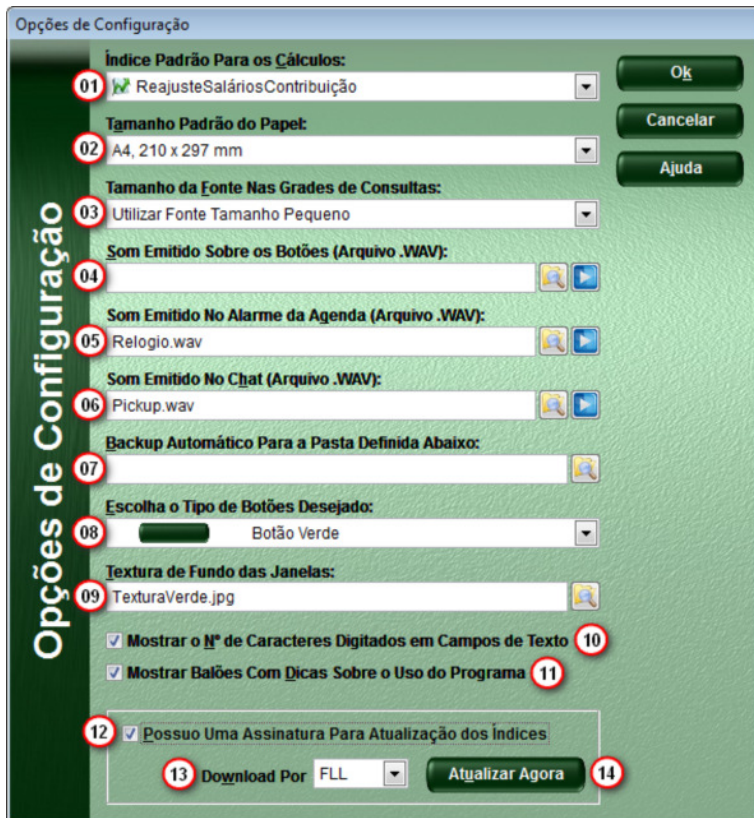 Opções de Configuração
Opções de Configuração
Índice Padrão Para os Cálculos:
01 ReajusteSaláriosContribuição
Ok
Tamanho Padrão do Papel:
Cancelar
02 A4, 210 x 297 mm
Ajuda
Tamanho da Fonte Nas Grades de Consultas:
03 Utilizar Fonte Tamanho Pequeno
Som Emitido Sobre os Botões (Arquivo .WAV):
04
Som Emitido No Alarme da Agenda (Arquivo .WAV):
05 Relogio.wav
Som Emitido No Chat (Arquivo .WAV):
06 Pickup.wav
Backup Automático Para a Pasta Definida Abaixo:
07
Escolha o Tipo de Botões Desejado:
08 Botão Verde
Textura de Fundo das Janelas:
09 TexturaVerde.jpg
Mostrar o Nº de Caracteres Digitados em Campos de Texto 10
Mostrar Balões Com Dicas Sobre o Uso do Programa 11
12 Possuo Uma Assinatura Para Atualização dos Índices
13 Download Por FLL Atualizar Agora 14